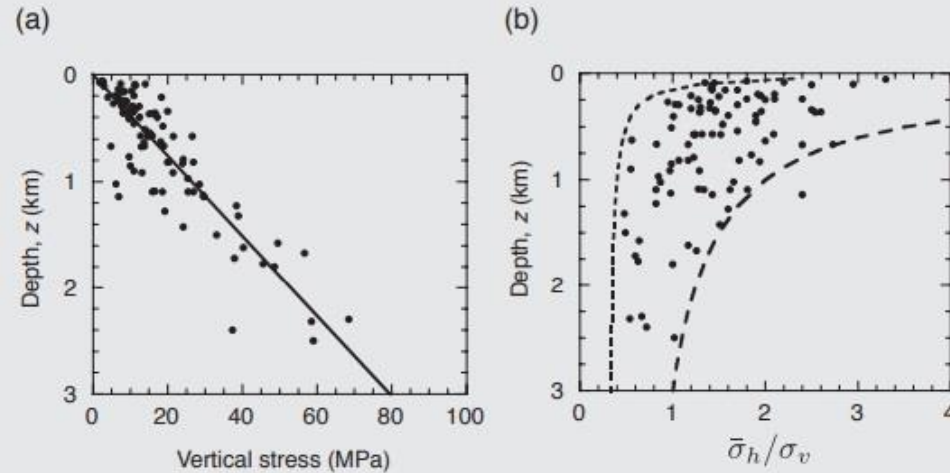 (a)
0
1
2
3
Depth, z (km)
0 20 40 60 80 100
Vertical stress (MPa)
(b)
0
1
2
3
Depth, z (km)
0 1 2 3 4
σ̄h/σv